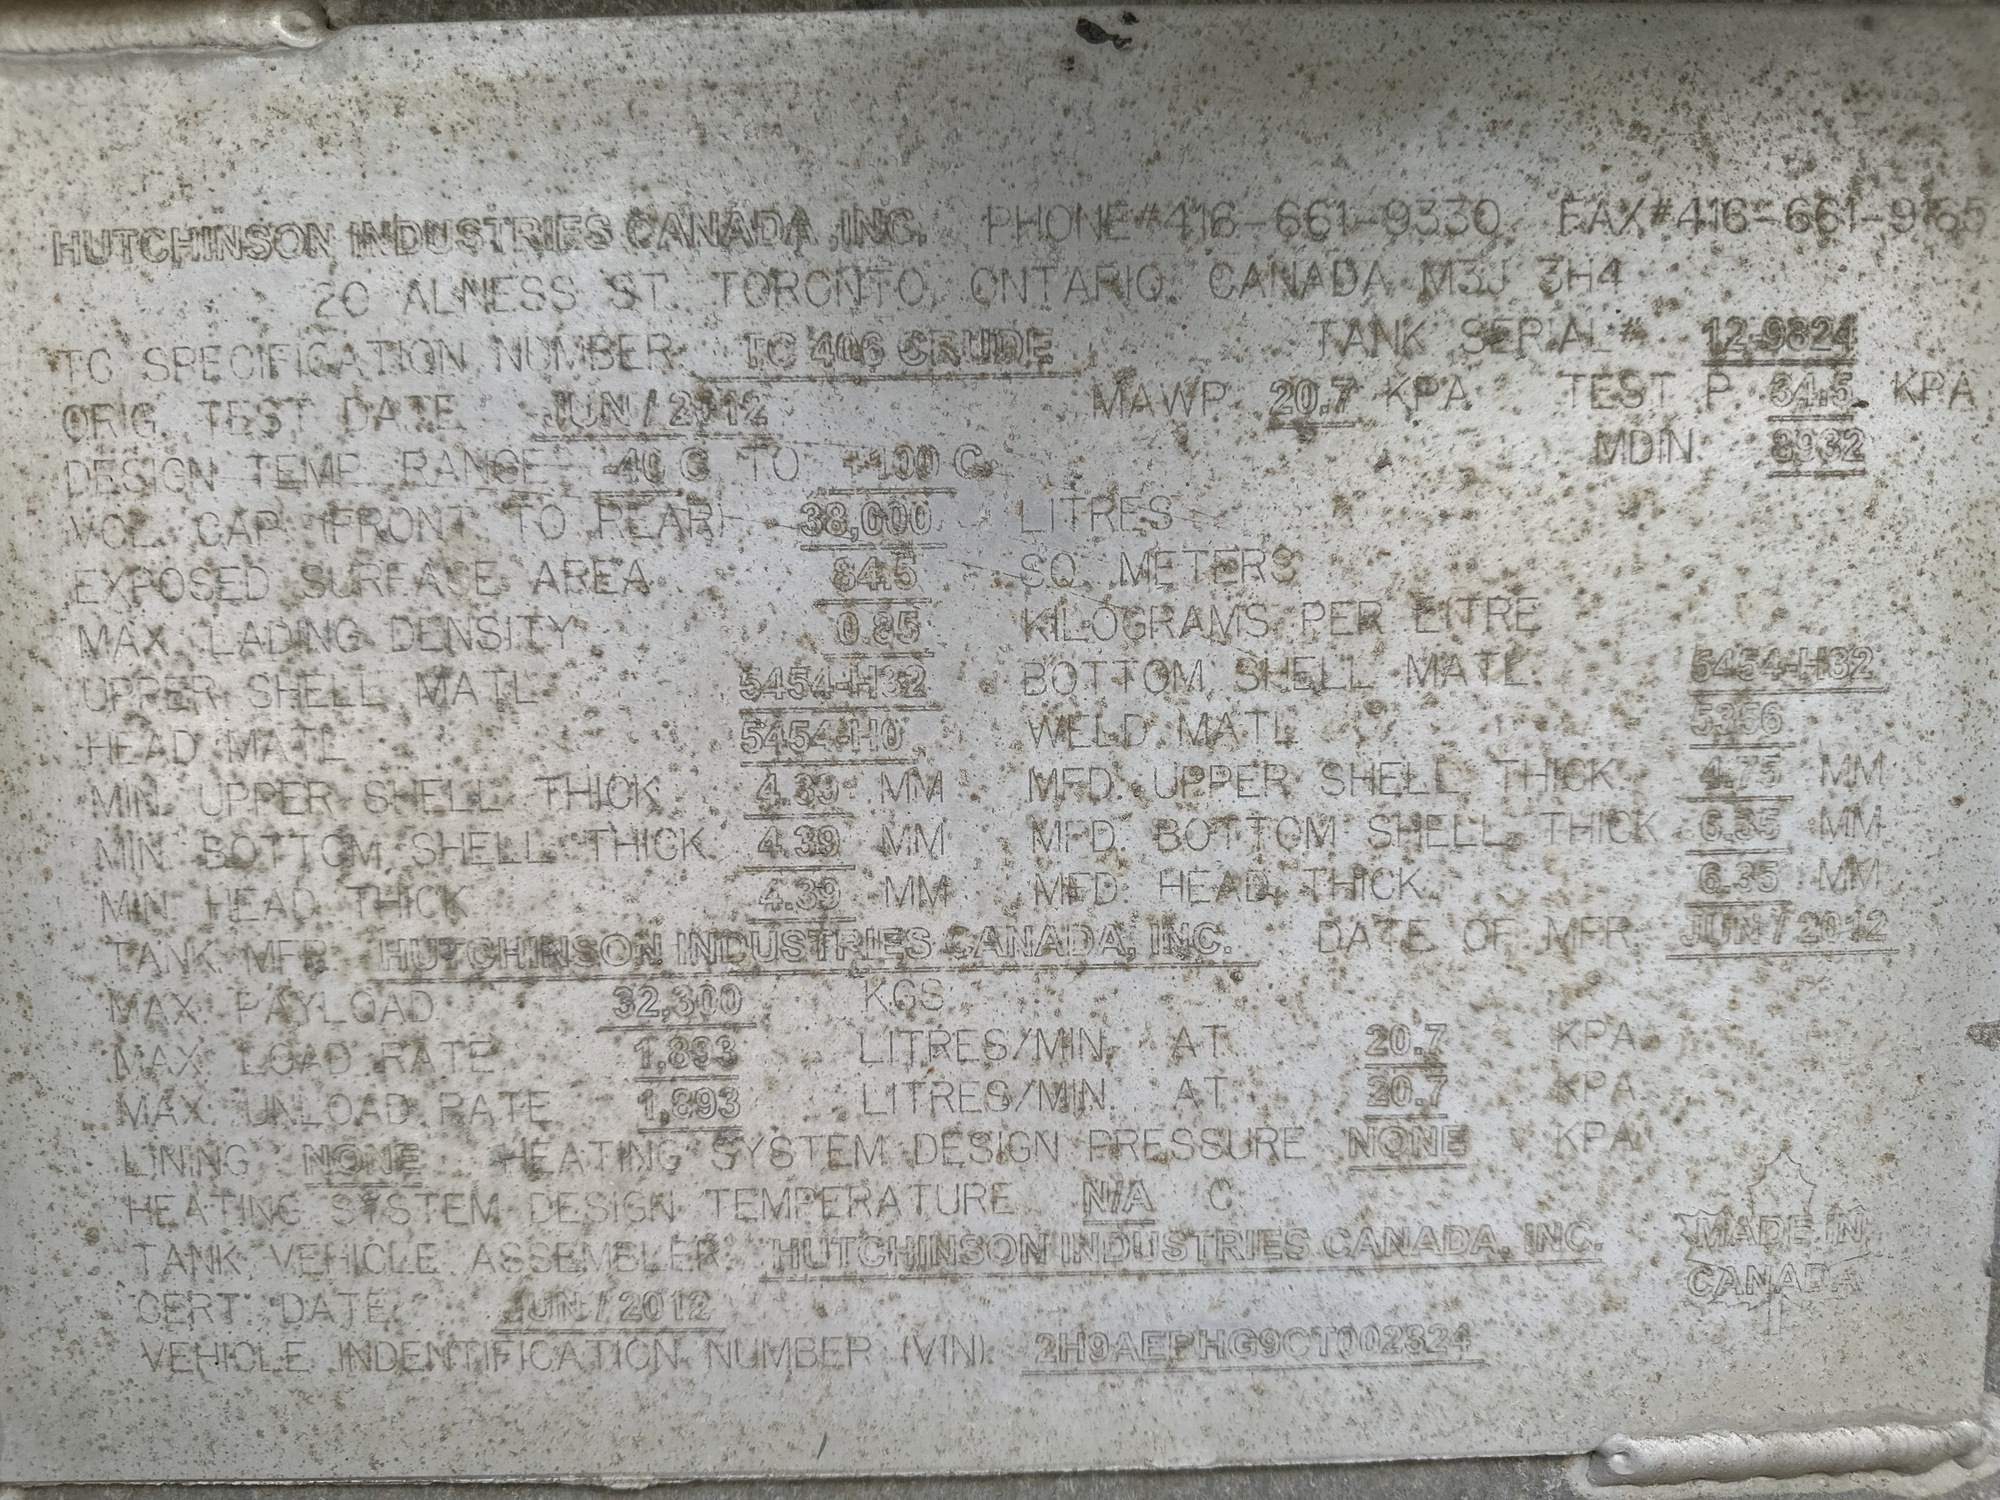 HUTCHINSON INDUSTRIES CANADA, INC. PHONE#416-661-9330 FAX#416-661-9165
20 ALNESS ST. TORONTO, ONTARIO. CANADA M3J 3H4
TC SPECIFICATION NUMBER TC 406 CRUDE TANK SERIAL# 12-9824
ORIG. TEST DATE JUN / 2012 MAWP 20.7 KPA TEST P. 34.5 KPA
DESIGN TEMP. RANGE -40 C TO +100 C. MDIN. 8932
VOL. CAP. (FRONT TO REAR) 38,000 LITRES
EXPOSED SURFACE AREA 84.5 SQ. METERS
MAX. LADING DENSITY 0.85 KILOGRAMS PER LITRE
UPPER SHELL MATL. 5454-H32 BOTTOM SHELL MATL. 5454-H32
HEAD MATL. 5454-H0 WELD MATL. 5356
MIN. UPPER SHELL THICK. 4.39 MM MFD. UPPER SHELL THICK. 4.75 MM
MIN. BOTTOM SHELL THICK. 4.39 MM MFD. BOTTOM SHELL THICK. 6.35 MM
MIN. HEAD THICK. 4.39 MM MFD. HEAD THICK. 6.35 MM
TANK MFR. HUTCHINSON INDUSTRIES CANADA, INC. DATE OF MFR. JUN / 2012
MAX. PAYLOAD 32,300 KGS.
MAX. LOAD RATE 1,893 LITRES/MIN. AT 20.7 KPA
MAX. UNLOAD RATE 1,893 LITRES/MIN. AT 20.7 KPA
LINING NONE HEATING SYSTEM DESIGN PRESSURE NONE KPA
HEATING SYSTEM DESIGN TEMPERATURE N/A C.
TANK VEHICLE ASSEMBLER HUTCHINSON INDUSTRIES CANADA, INC.
MADE IN
CANADA
CERT. DATE JUN / 2012
VEHICLE INDENTIFICATION NUMBER (VIN) 2H9AEPHG9CT002324